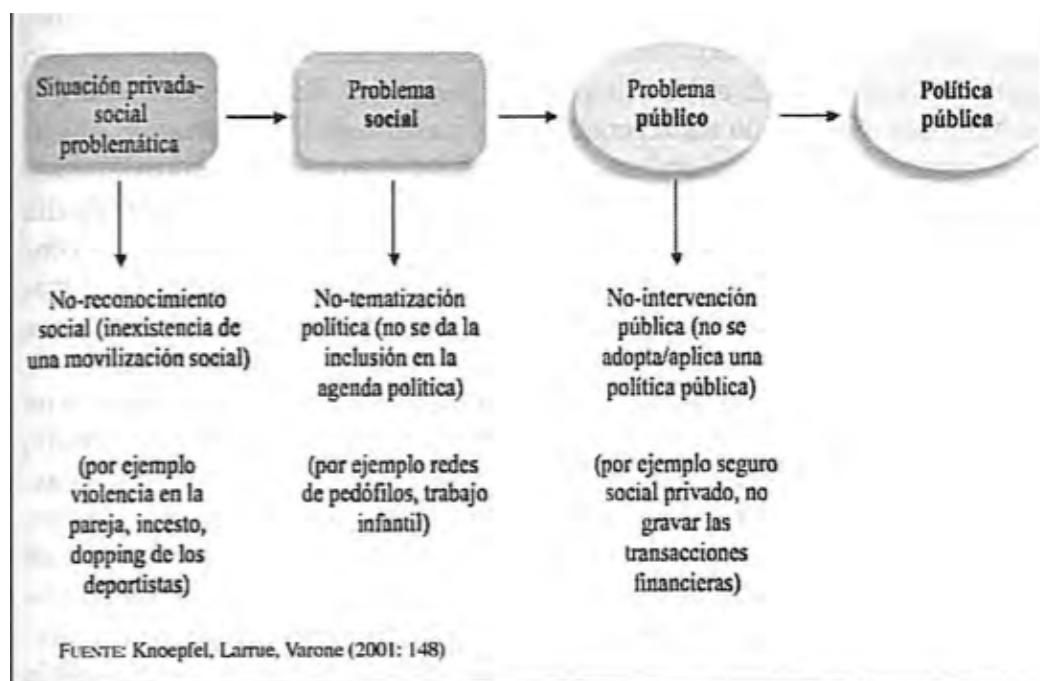 Situación privada-
social
problemática
Problema
social
Problema
público
Política
pública
No-reconocimiento
social (inexistencia de
una movilización social)
(por ejemplo
violencia en la
pareja, incesto,
dopping de los
deportistas)
No-tematización
política (no se da la
inclusión en la
agenda política)
(por ejemplo redes
de pedófilos, trabajo
infantil)
No-intervención
pública (no se
adopta/aplica una
política pública)
(por ejemplo seguro
social privado, no
gravar las
transacciones
financieras)
FUENTE: Knoepfel, Larrue, Varone (2001: 148)